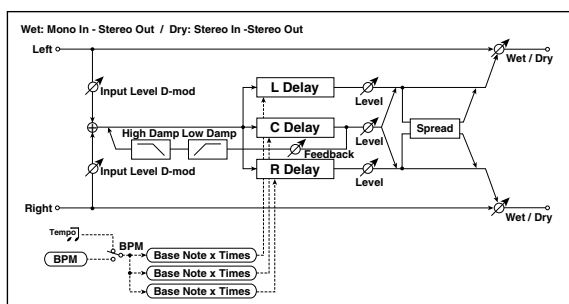 Wet: Mono In - Stereo Out / Dry: Stereo In -Stereo Out
Left
Wet / Dry
Input Level D-mod
L Delay
Level
High Damp Low Damp
C Delay
Level
Spread
Feedback
Input Level D-mod
R Delay
Level
Right
Wet / Dry
Tempo
BPM
BPM
Base Note x Times
Base Note x Times
Base Note x Times